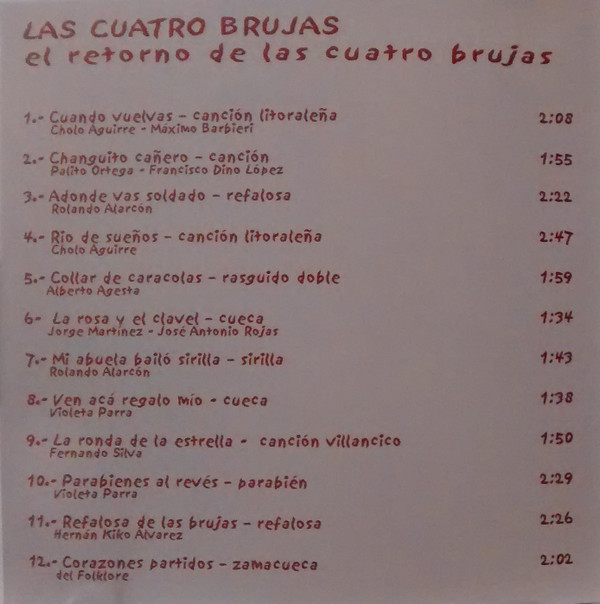 LAS CUATRO BRUJAS
el retorno de las cuatro brujas
1.- Cuando vuelvas - canción litoraleña 2:08
Cholo Aguirre - Máximo Barbieri
2.- Changuito cañero - canción 1:55
Palito Ortega - Francisco Dino López
3.- Adonde vas soldado - refalosa 2:22
Rolando Alarcón
4.- Río de sueños - canción litoraleña 2:47
Cholo Aguirre
5.- Collar de caracolas - rasguido doble 1:59
Alberto Agesta
6- La rosa y el clavel - cueca 1:34
Jorge Martínez - José Antonio Rojas
7.- Mi abuela bailó sirilla - sirilla 1:43
Rolando Alarcón
8.- Ven acá regalo mío - cueca 1:38
Violeta Parra
9.- La ronda de la estrella - canción villancico 1:50
Fernando Silva
10.- Parabienes al revés - parabién 2:29
Violeta Parra
11.- Refalosa de las brujas - refalosa 2:26
Hernán Kiko Alvarez
12.- Corazones partidos - zamacueca 2:02
del Folklore